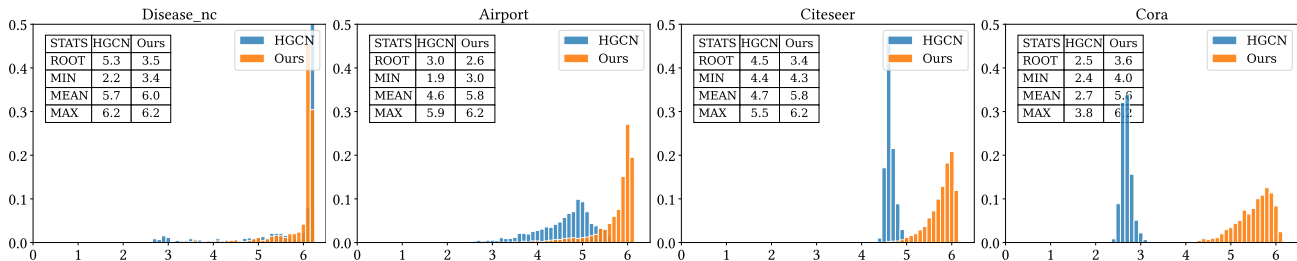 Disease_nc
0.5
0.4
0.3
0.2
0.1
0.0
0 1 2 3 4 5 6
STATS HGCN Ours
ROOT 5.3 3.5
MIN 2.2 3.4
MEAN 5.7 6.0
MAX 6.2 6.2
HGCN
Ours
Airport
0.5
0.4
0.3
0.2
0.1
0.0
0 1 2 3 4 5 6
STATS HGCN Ours
ROOT 3.0 2.6
MIN 1.9 3.0
MEAN 4.6 5.8
MAX 5.9 6.2
HGCN
Ours
Citeseer
0.5
0.4
0.3
0.2
0.1
0.0
0 1 2 3 4 5 6
STATS HGCN Ours
ROOT 4.5 3.4
MIN 4.4 4.3
MEAN 4.7 5.8
MAX 5.5 6.2
HGCN
Ours
Cora
0.5
0.4
0.3
0.2
0.1
0.0
0 1 2 3 4 5 6
STATS HGCN Ours
ROOT 2.5 3.6
MIN 2.4 4.0
MEAN 2.7
MAX 3.8 6.2
HGCN
Ours